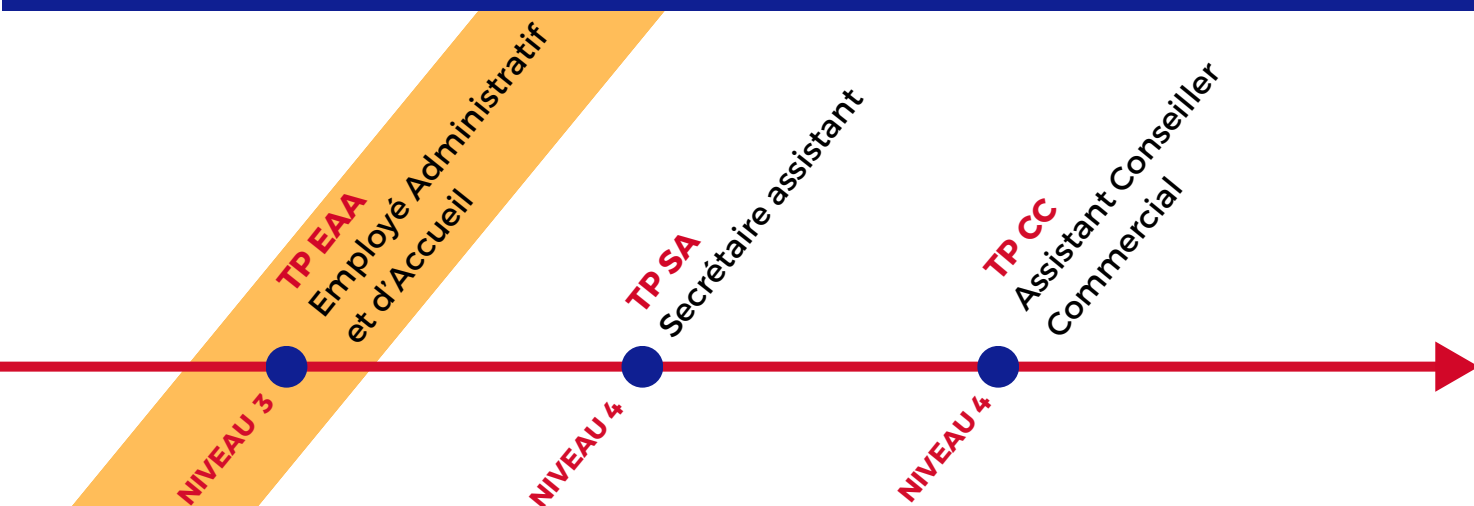 TP EAA
Employé Administratif
et d'Accueil
NIVEAU 3
TP SA
Secrétaire assistant
NIVEAU 4
TP CC
Assistant Conseiller
Commercial
NIVEAU 4